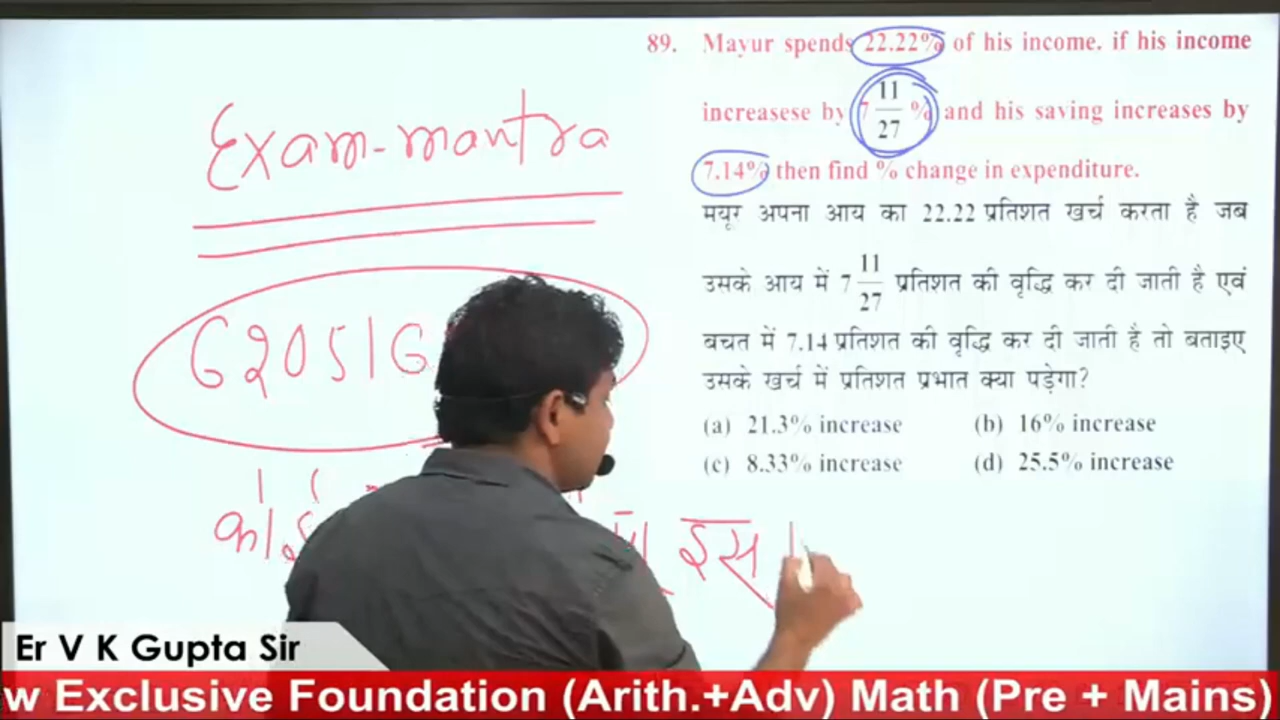 Exam-mantra
89. Mayur spends 22.22% of his income. if his income
increasese by 7 11/27 % and his saving increases by
7.14% then find % change in expenditure.
मयूर अपना आय का 22.22 प्रतिशत खर्च करता है जब
उसके आय में 7 11/27 प्रतिशत की वृद्धि कर दी जाती है एवं
बचत में 7.14 प्रतिशत की वृद्धि कर दी जाती है तो बताइए
उसके खर्च में प्रतिशत प्रभात क्या पड़ेगा?
(a) 21.3% increase (b) 16% increase
(c) 8.33% increase (d) 25.5% increase
620516
इस
Er V K Gupta Sir
w Exclusive Foundation (Arith.+Adv) Math (Pre + Mains)